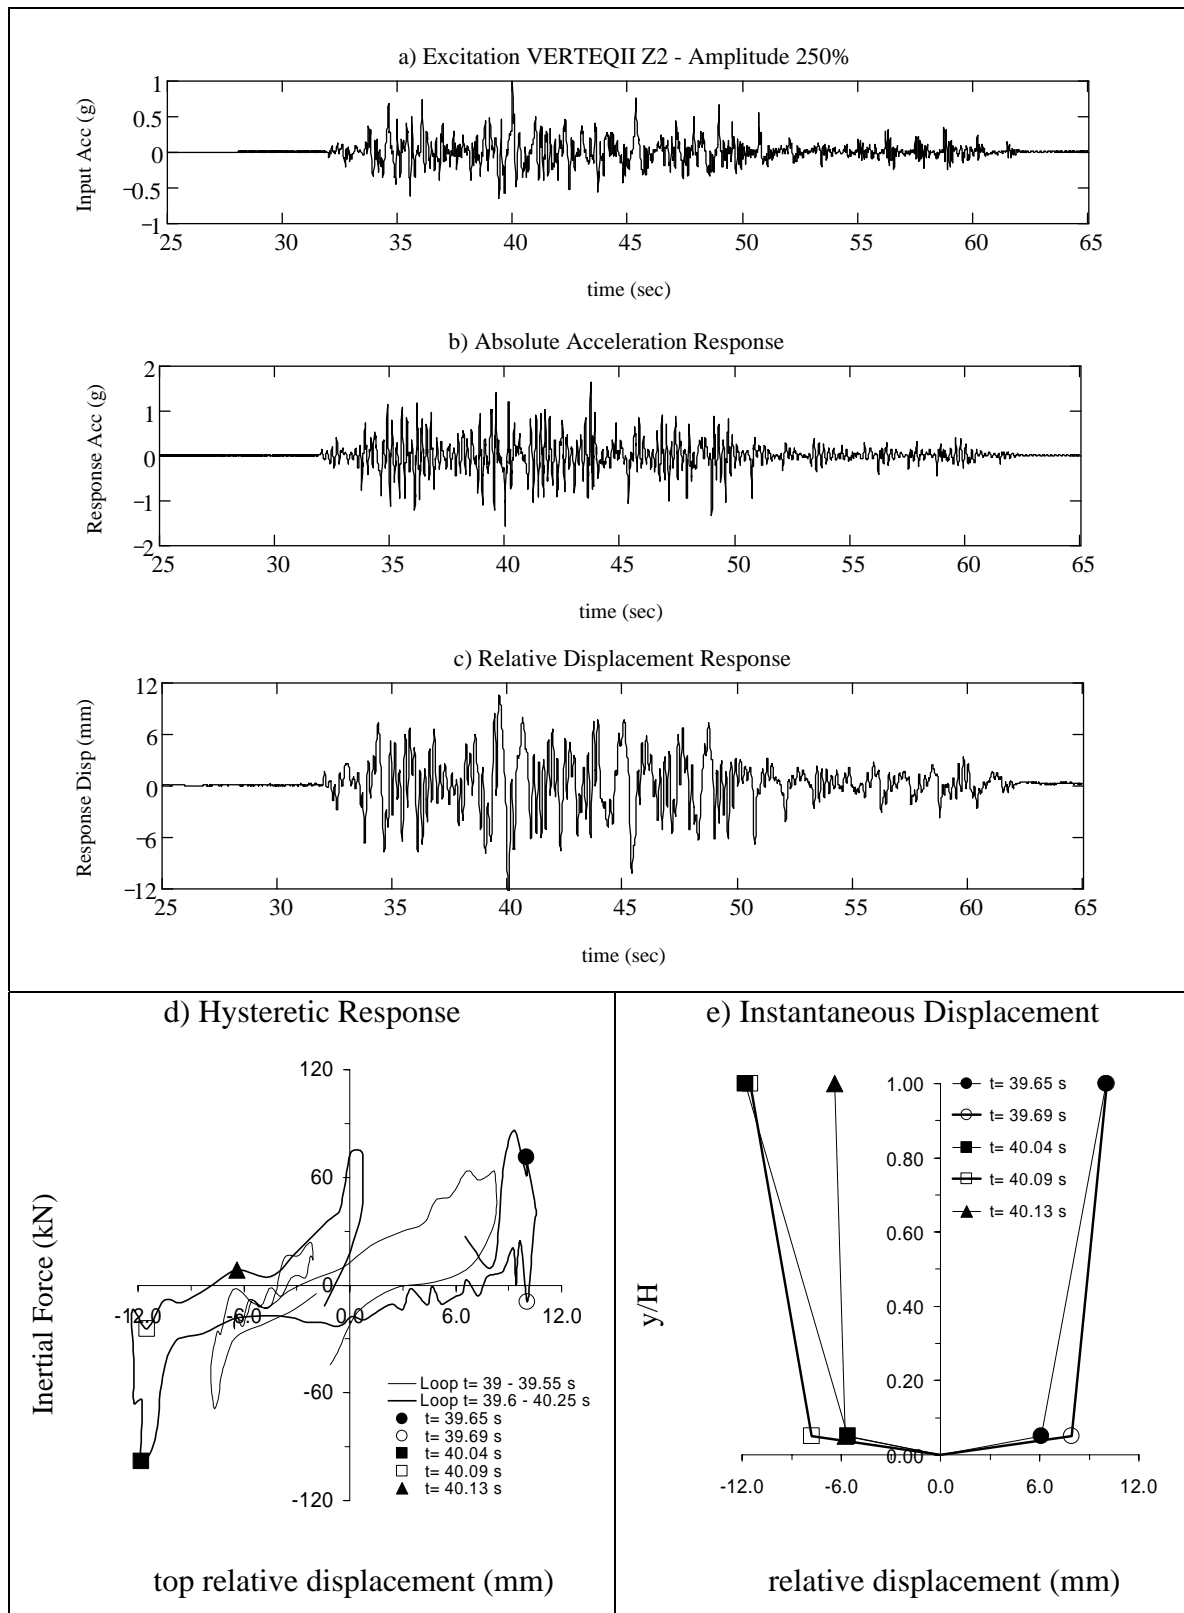 a) Excitation VERTEQII Z2 - Amplitude 250%
Input Acc (g)
1
0.5
0
−0.5
−1
25 30 35 40 45 50 55 60 65
time (sec)
b) Absolute Acceleration Response
Response Acc (g)
2
1
0
−1
−2
25 30 35 40 45 50 55 60 65
time (sec)
c) Relative Displacement Response
Response Disp (mm)
12
6
0
−6
−12
25 30 35 40 45 50 55 60 65
time (sec)
d) Hysteretic Response
Inertial Force (kN)
120
60
0
-60
-120
-12.0 -6.0 0.0 6.0 12.0
Loop t= 39 - 39.55 s
Loop t= 39.6 - 40.25 s
t= 39.65 s
t= 39.69 s
t= 40.04 s
t= 40.09 s
t= 40.13 s
top relative displacement (mm)
e) Instantaneous Displacement
y/H
1.00
0.80
0.60
0.40
0.20
0.00
t= 39.65 s
t= 39.69 s
t= 40.04 s
t= 40.09 s
t= 40.13 s
-12.0 -6.0 0.0 6.0 12.0
relative displacement (mm)